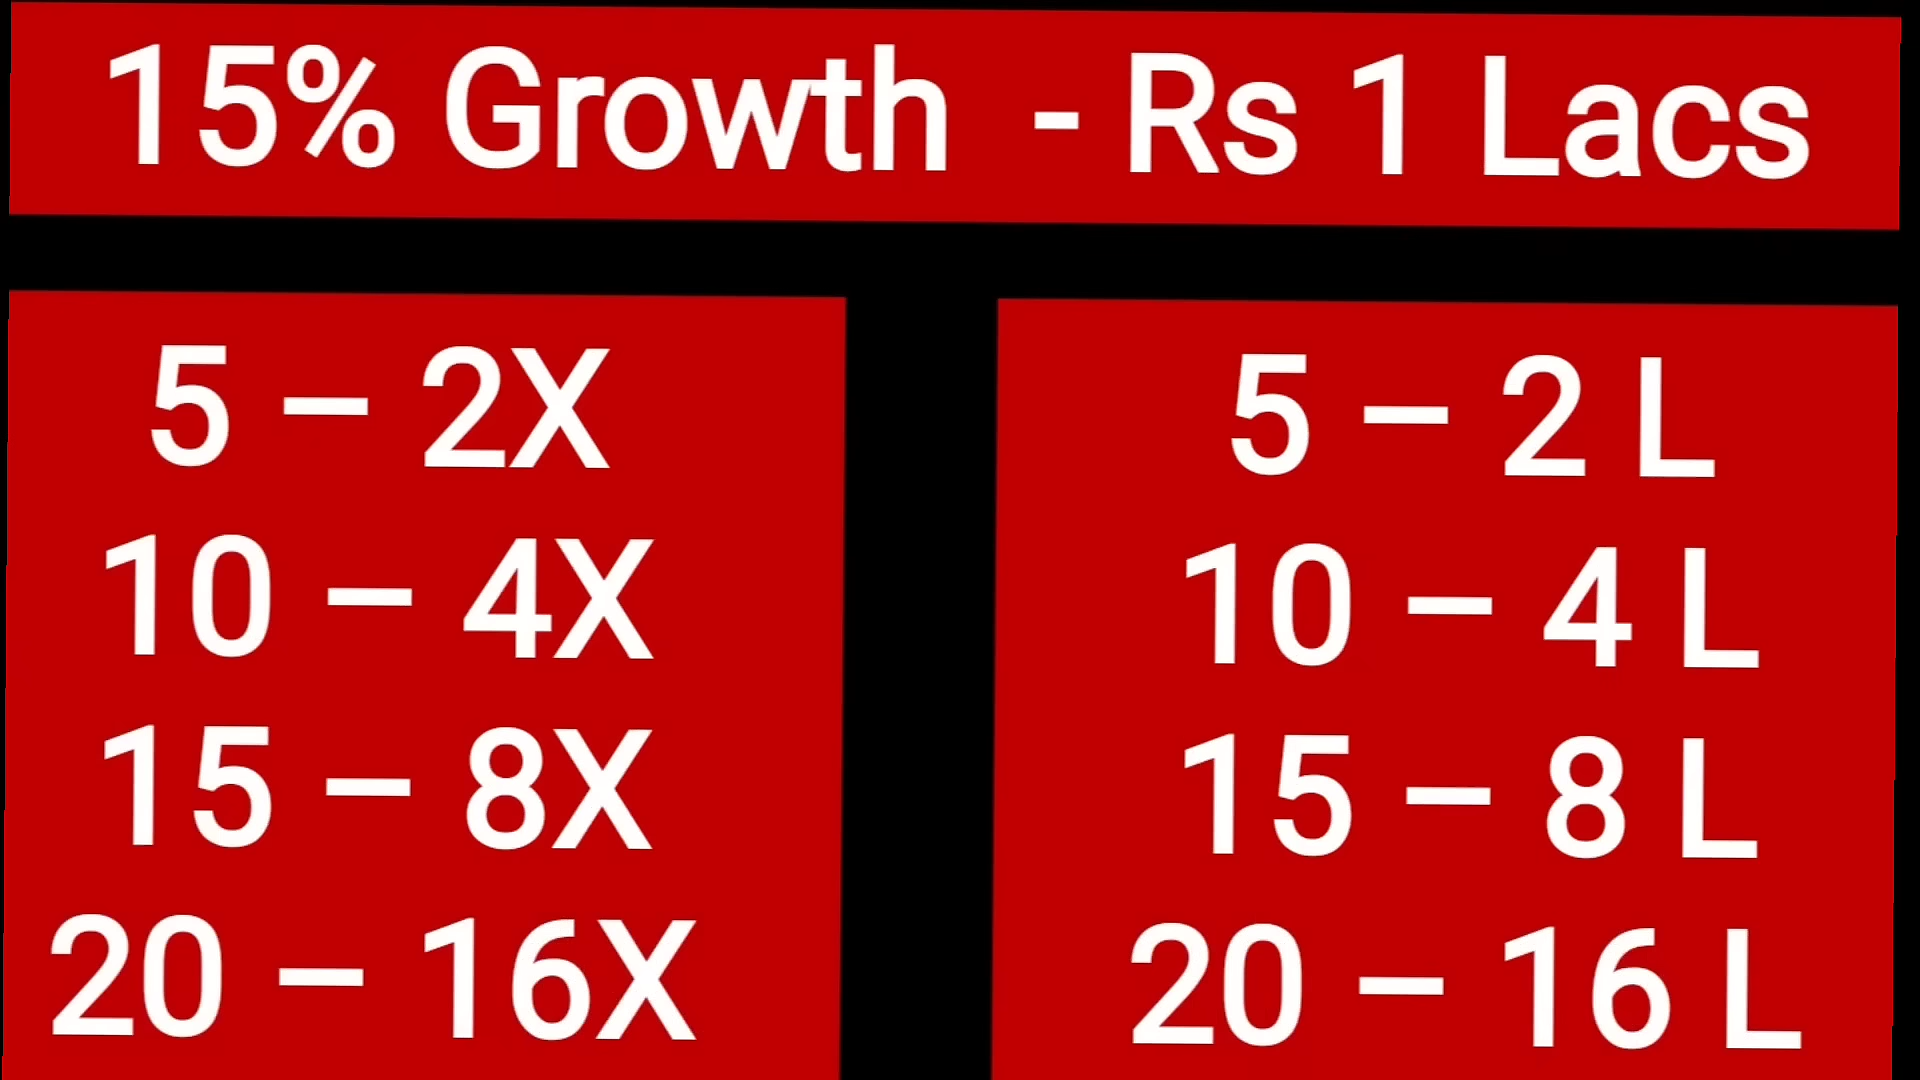 15% Growth - Rs 1 Lacs
5 – 2X
10 – 4X
15 – 8X
20 – 16X
5 – 2 L
10 – 4 L
15 – 8 L
20 – 16 L